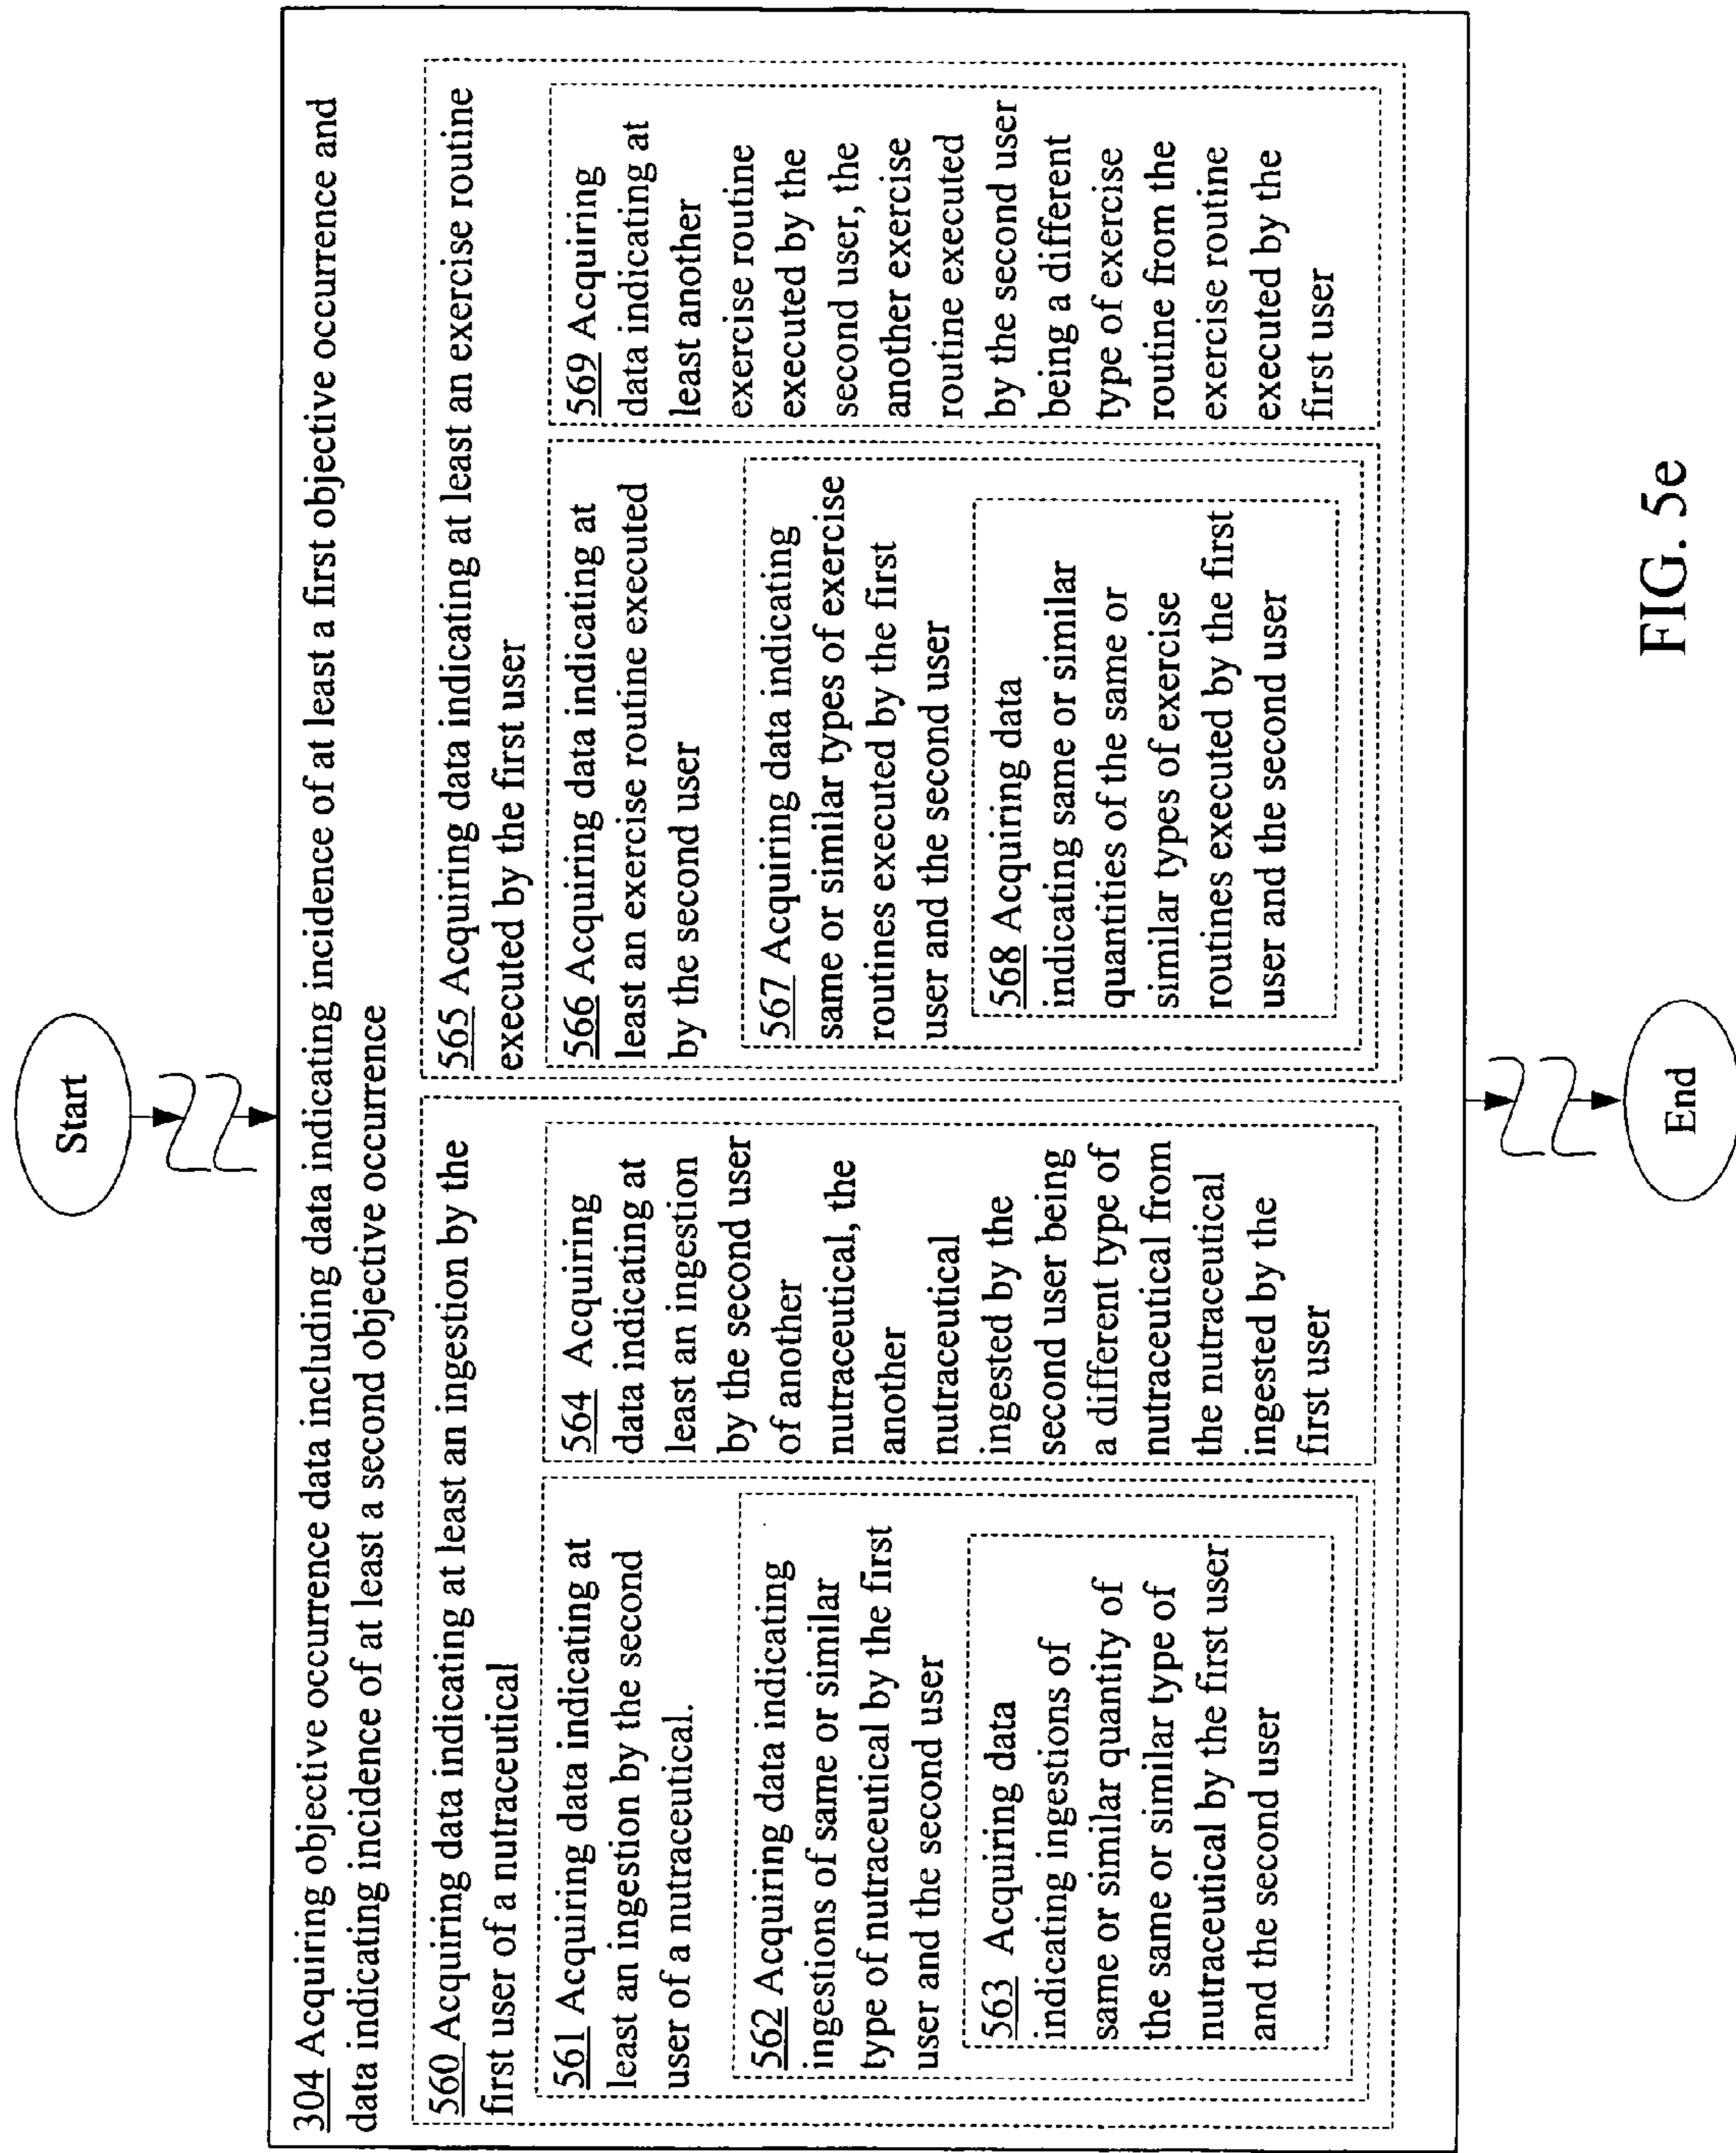 Start
304 Acquiring objective occurrence data including data indicating incidence of at least a first objective occurrence and
data indicating incidence of at least a second objective occurrence
560 Acquiring data indicating at least an ingestion by the
first user of a nutraceutical
561 Acquiring data indicating at
least an ingestion by the second
user of a nutraceutical.
562 Acquiring data indicating
ingestions of same or similar
type of nutraceutical by the first
user and the second user
563 Acquiring data
indicating ingestions of
same or similar quantity of
the same or similar type of
nutraceutical by the first user
and the second user
564 Acquiring
data indicating at
least an ingestion
by the second user
of another
nutraceutical, the
another
nutraceutical
ingested by the
second user being
a different type of
nutraceutical from
the nutraceutical
ingested by the
first user
565 Acquiring data indicating at least an exercise routine
executed by the first user
566 Acquiring data indicating at
least an exercise routine executed
by the second user
567 Acquiring data indicating
same or similar types of exercise
routines executed by the first
user and the second user
568 Acquiring data
indicating same or similar
quantities of the same or
similar types of exercise
routines executed by the first
user and the second user
569 Acquiring
data indicating at
least another
exercise routine
executed by the
second user, the
another exercise
routine executed
by the second user
being a different
type of exercise
routine from the
exercise routine
executed by the
first user
End
FIG. 5e